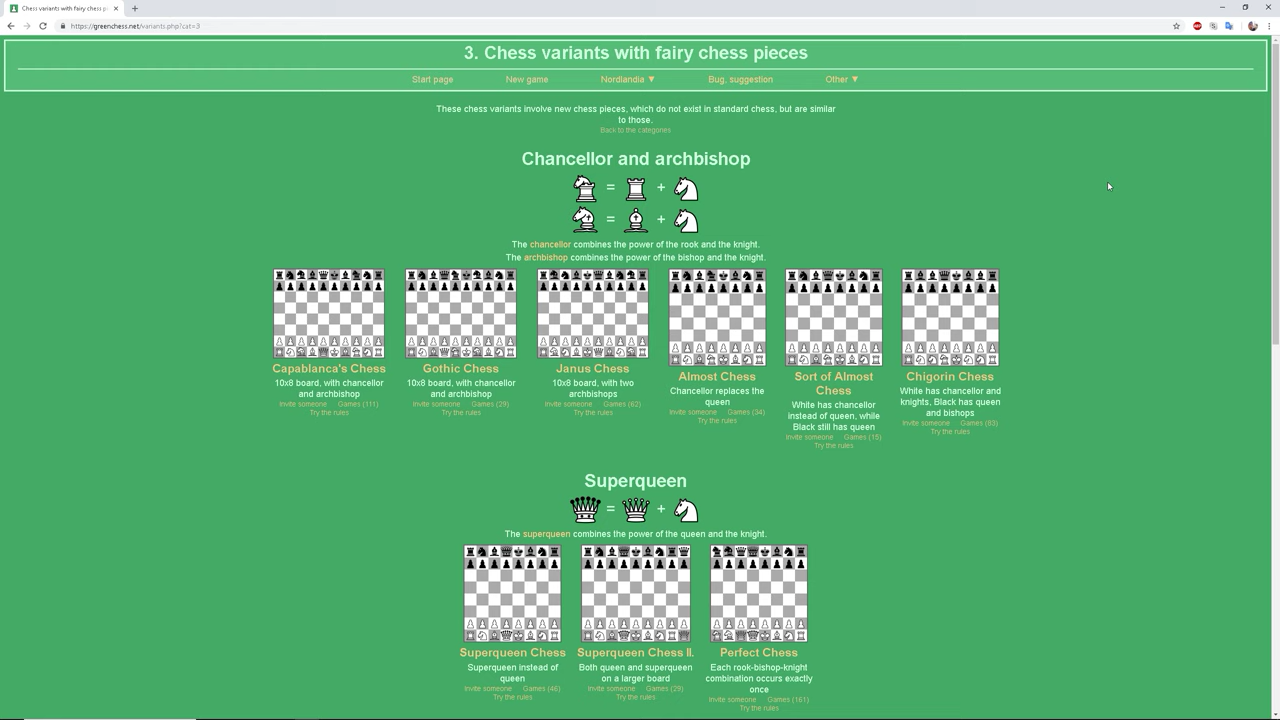 Chess variants with fairy chess p
https://greenchess.net/variants.php?cat=3
3. Chess variants with fairy chess pieces
Start page New game Nordlandia ▼ Bug, suggestion Other ▼
These chess variants involve new chess pieces, which do not exist in standard chess, but are similar
to those.
Back to the categories
Chancellor and archbishop
= +
= +
The chancellor combines the power of the rook and the knight.
The archbishop combines the power of the bishop and the knight.
Capablanca's Chess
10x8 board, with chancellor
and archbishop
Invite someone Games (111)
Try the rules
Gothic Chess
10x8 board, with chancellor
and archbishop
Invite someone Games (29)
Try the rules
Janus Chess
10x8 board, with two
archbishops
Invite someone Games (62)
Try the rules
Almost Chess
Chancellor replaces the
queen
Invite someone Games (34)
Try the rules
Sort of Almost
Chess
White has chancellor
instead of queen, while
Black still has queen
Invite someone Games (15)
Try the rules
Chigorin Chess
White has chancellor and
knights, Black has queen
and bishops
Invite someone Games (93)
Try the rules
Superqueen
= +
The superqueen combines the power of the queen and the knight.
Superqueen Chess
Superqueen instead of
queen
Invite someone Games (46)
Try the rules
Superqueen Chess II.
Both queen and superqueen
on a larger board
Invite someone Games (29)
Try the rules
Perfect Chess
Each rook-bishop-knight
combination occurs exactly
once
Invite someone Games (161)
Try the rules